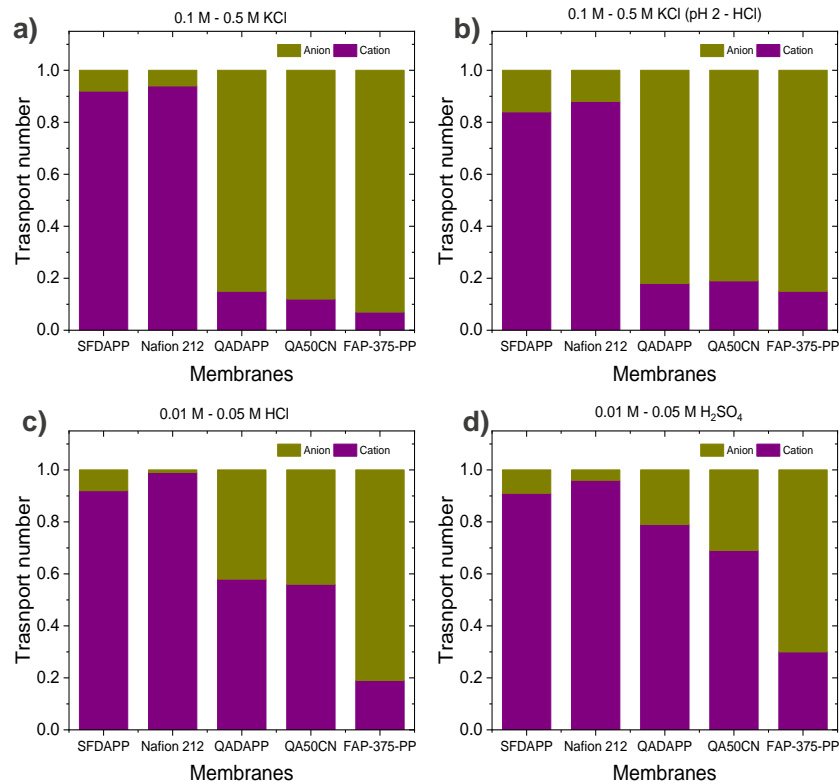 a)
0.1 M - 0.5 M KCl
Anion Cation
1.0
0.8
0.6
0.4
0.2
0.0
Trasnport number
SFDAPP Nafion 212 QADAPP QA50CN FAP-375-PP
Membranes
b)
0.1 M - 0.5 M KCl (pH 2 - HCl)
Anion Cation
1.0
0.8
0.6
0.4
0.2
0.0
Trasnport number
SFDAPP Nafion 212 QADAPP QA50CN FAP-375-PP
Membranes
c)
0.01 M - 0.05 M HCl
Anion Cation
1.0
0.8
0.6
0.4
0.2
0.0
Trasnport number
SFDAPP Nafion 212 QADAPP QA50CN FAP-375-PP
Membranes
d)
0.01 M - 0.05 M H₂SO₄
Anion Cation
1.0
0.8
0.6
0.4
0.2
0.0
Trasnport number
SFDAPP Nafion 212 QADAPP QA50CN FAP-375-PP
Membranes